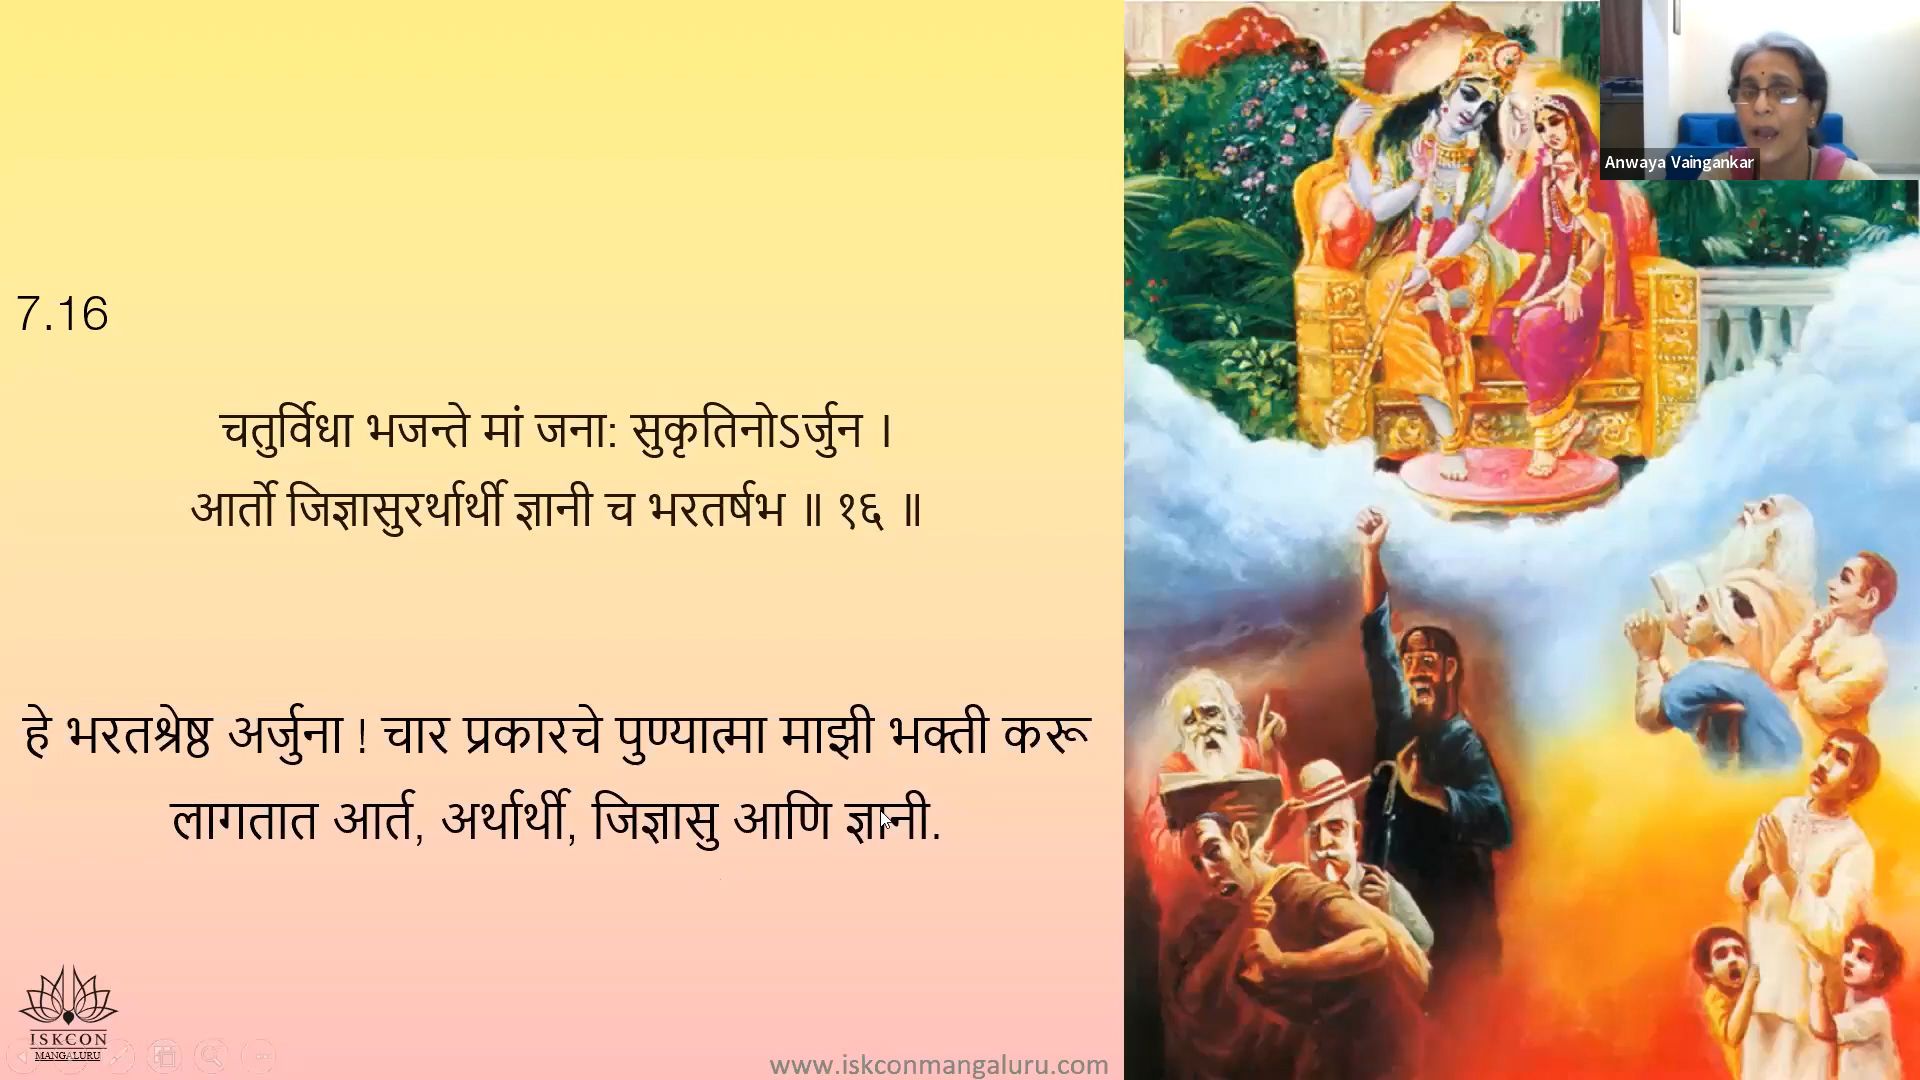 7.16
चतुर्विधा भजन्ते मां जना: सुकृतिनोऽर्जुन ।
आर्तो जिज्ञासुरर्थार्थी ज्ञानी च भरतर्षभ ॥ १६ ॥
हे भरतश्रेष्ठ अर्जुना ! चार प्रकारचे पुण्यात्मा माझी भक्ती करू
लागतात आर्त, अर्थार्थी, जिज्ञासु आणि ज्ञानी.
ISKCON
MANGALURU
www.iskconmangaluru.com
Anwaya Vaingankar